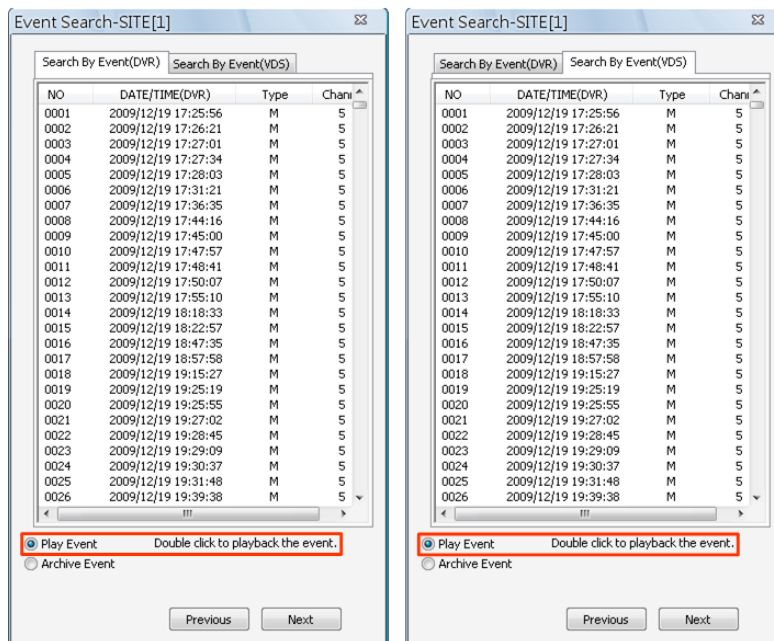 Event Search-SITE[1]
Search By Event(DVR) Search By Event(VDS)
NO DATE/TIME(DVR) Type Chani
0001 2009/12/19 17:25:56 M 5
0002 2009/12/19 17:26:21 M 5
0003 2009/12/19 17:27:01 M 5
0004 2009/12/19 17:27:34 M 5
0005 2009/12/19 17:28:03 M 5
0006 2009/12/19 17:31:21 M 5
0007 2009/12/19 17:36:35 M 5
0008 2009/12/19 17:44:16 M 5
0009 2009/12/19 17:45:00 M 5
0010 2009/12/19 17:47:57 M 5
0011 2009/12/19 17:48:41 M 5
0012 2009/12/19 17:50:07 M 5
0013 2009/12/19 17:55:10 M 5
0014 2009/12/19 18:18:33 M 5
0015 2009/12/19 18:22:57 M 5
0016 2009/12/19 18:47:35 M 5
0017 2009/12/19 18:57:58 M 5
0018 2009/12/19 19:15:27 M 5
0019 2009/12/19 19:25:19 M 5
0020 2009/12/19 19:25:55 M 5
0021 2009/12/19 19:27:02 M 5
0022 2009/12/19 19:28:45 M 5
0023 2009/12/19 19:29:09 M 5
0024 2009/12/19 19:30:37 M 5
0025 2009/12/19 19:31:48 M 5
0026 2009/12/19 19:39:38 M 5
Play Event Double click to playback the event.
Archive Event
Previous Next
Event Search-SITE[1]
Search By Event(DVR) Search By Event(VDS)
NO DATE/TIME(DVR) Type Chani
0001 2009/12/19 17:25:56 M 5
0002 2009/12/19 17:26:21 M 5
0003 2009/12/19 17:27:01 M 5
0004 2009/12/19 17:27:34 M 5
0005 2009/12/19 17:28:03 M 5
0006 2009/12/19 17:31:21 M 5
0007 2009/12/19 17:36:35 M 5
0008 2009/12/19 17:44:16 M 5
0009 2009/12/19 17:45:00 M 5
0010 2009/12/19 17:47:57 M 5
0011 2009/12/19 17:48:41 M 5
0012 2009/12/19 17:50:07 M 5
0013 2009/12/19 17:55:10 M 5
0014 2009/12/19 18:18:33 M 5
0015 2009/12/19 18:22:57 M 5
0016 2009/12/19 18:47:35 M 5
0017 2009/12/19 18:57:58 M 5
0018 2009/12/19 19:15:27 M 5
0019 2009/12/19 19:25:19 M 5
0020 2009/12/19 19:25:55 M 5
0021 2009/12/19 19:27:02 M 5
0022 2009/12/19 19:28:45 M 5
0023 2009/12/19 19:29:09 M 5
0024 2009/12/19 19:30:37 M 5
0025 2009/12/19 19:31:48 M 5
0026 2009/12/19 19:39:38 M 5
Play Event Double click to playback the event.
Archive Event
Previous Next